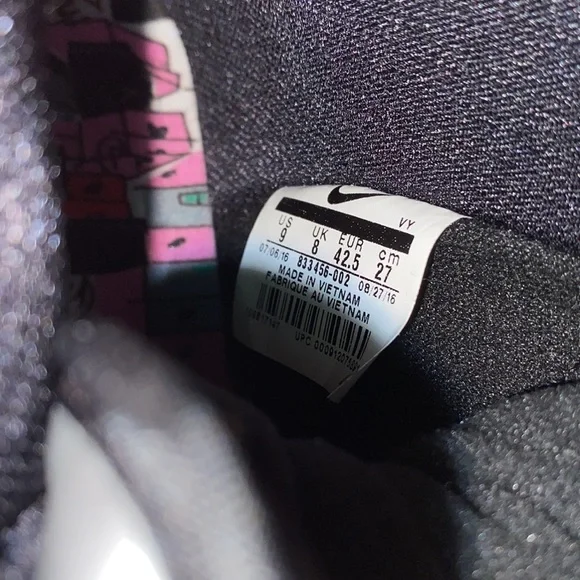 VY
US UK EUR cm
9 8 42.5 27
07/06/16 833456-002 08/27/16
MADE IN VIETNAM
FABRIQUE AU VIETNAM
UPC